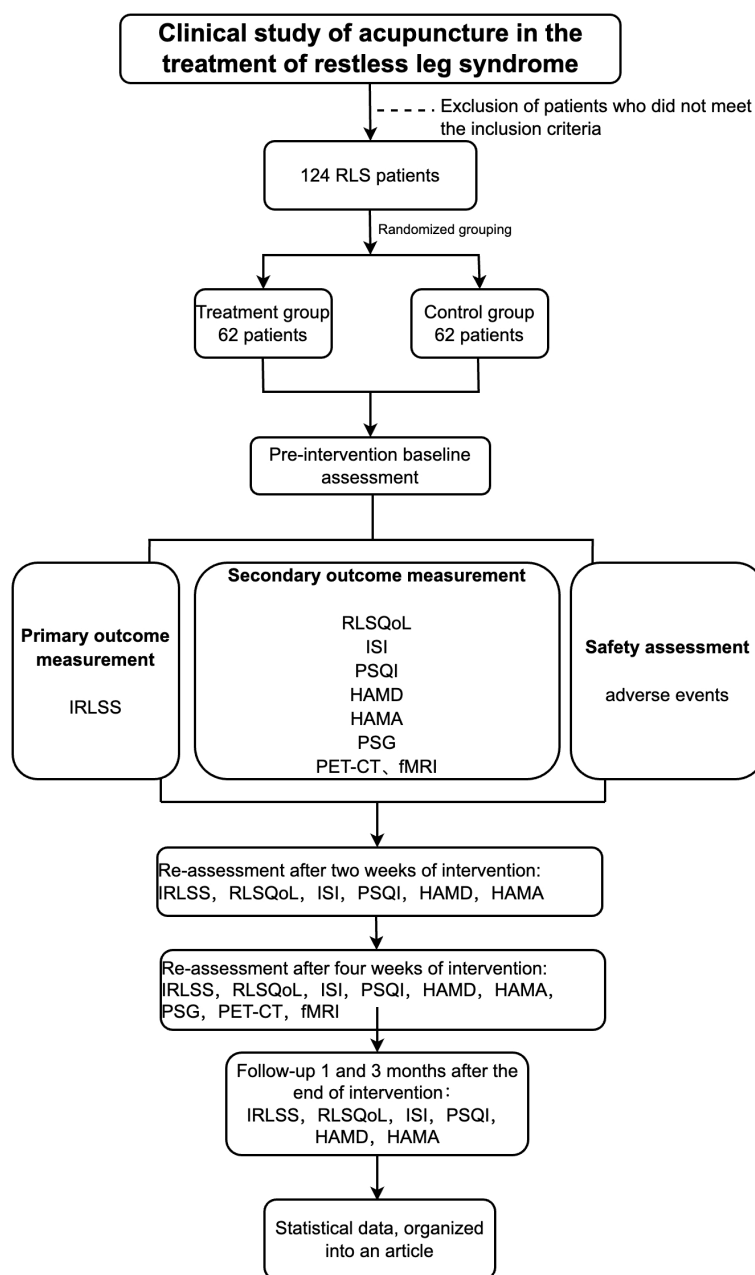 Clinical study of acupuncture in the
treatment of restless leg syndrome
Exclusion of patients who did not meet
the inclusion criteria
124 RLS patients
Randomized grouping
Treatment group
62 patients
Control group
62 patients
Pre-intervention baseline
assessment
Primary outcome
measurement
IRLSS
Secondary outcome measurement
RLSQoL
ISI
PSQI
HAMD
HAMA
PSG
PET-CT、fMRI
Safety assessment
adverse events
Re-assessment after two weeks of intervention:
IRLSS，RLSQoL，ISI，PSQI，HAMD，HAMA
Re-assessment after four weeks of intervention:
IRLSS，RLSQoL，ISI，PSQI，HAMD，HAMA，
PSG，PET-CT，fMRI
Follow-up 1 and 3 months after the
end of intervention：
IRLSS，RLSQoL，ISI，PSQI，
HAMD，HAMA
Statistical data, organized
into an article